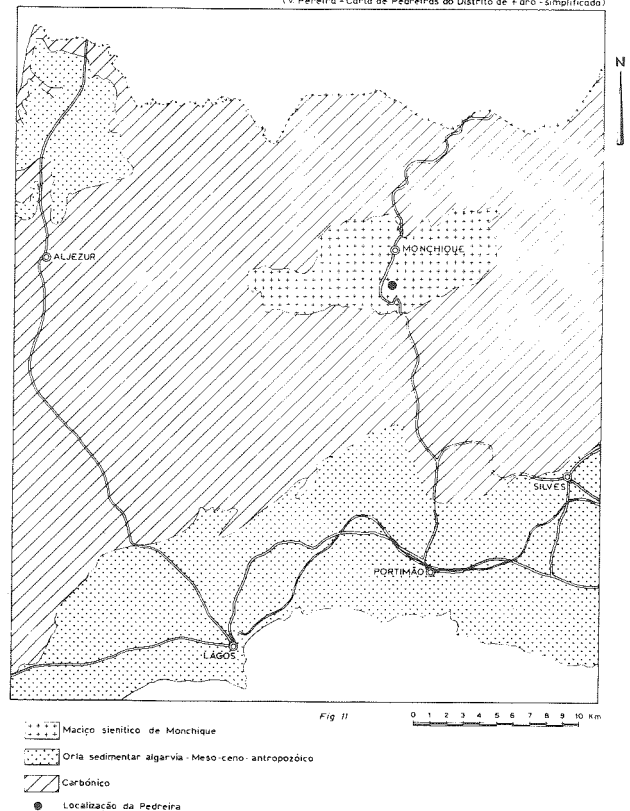 (V. Pereira - Carta de Pedreiras do Distrito de Faro - simplificada)
N
ALJEZUR
MONCHIQUE
SILVES
PORTIMÃO
LAGOS
Fig 11
0 1 2 3 4 5 6 7 8 9 10 Km
Maciço sienitico de Monchique
Orla sedimentar algarvia - Meso-ceno-antropozóico
Carbónico
Localização da Pedreira